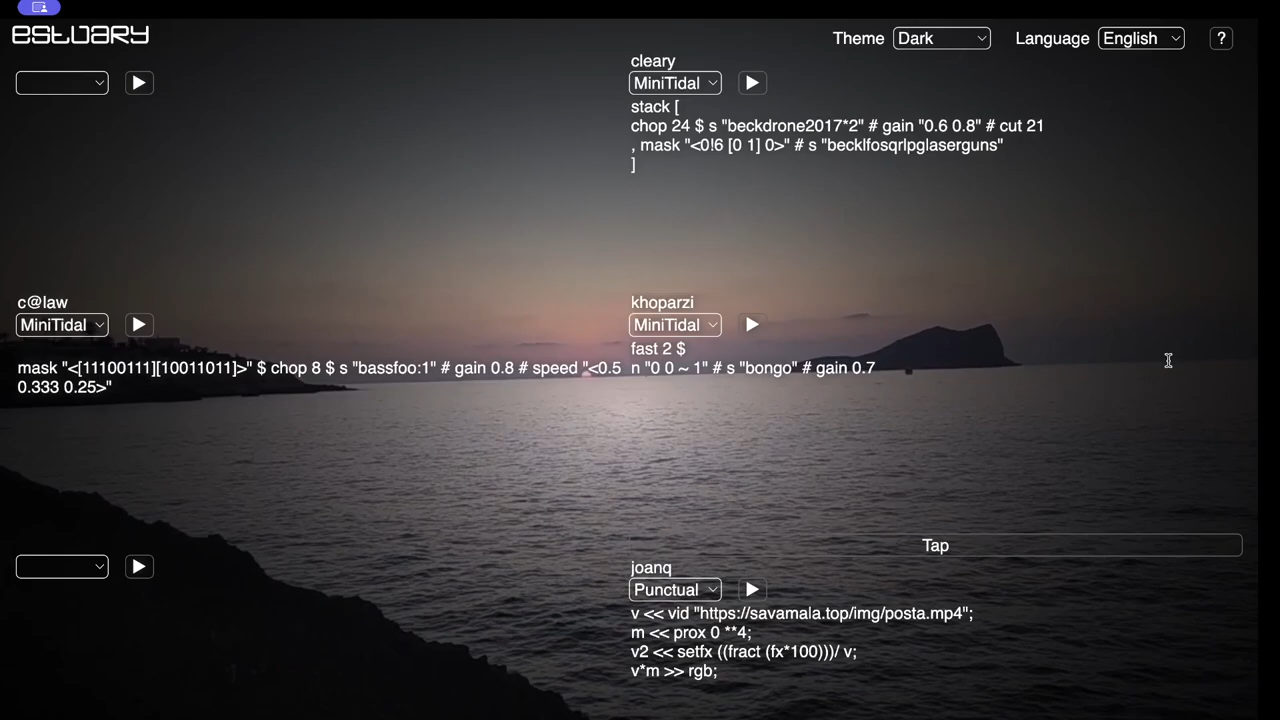 estuary
Theme Dark Language English ?
cleary
MiniTidal
stack [
chop 24 $ s "beckdrone2017*2" # gain "0.6 0.8" # cut 21
, mask "<0!6 [0 1] 0>" # s "becklfosqrlpglaserguns"
]
c@law
MiniTidal
mask "<[11100111][10011011]>" $ chop 8 $ s "bassfoo:1" # gain 0.8 # speed "<0.5
0.333 0.25>"
khoparzi
MiniTidal
fast 2 $
n "0 0 ~ 1" # s "bongo" # gain 0.7
Tap
joanq
Punctual
v << vid "https://savamala.top/img/posta.mp4";
m << prox 0 **4;
v2 << setfx ((fract (fx*100)))/ v;
v*m >> rgb;